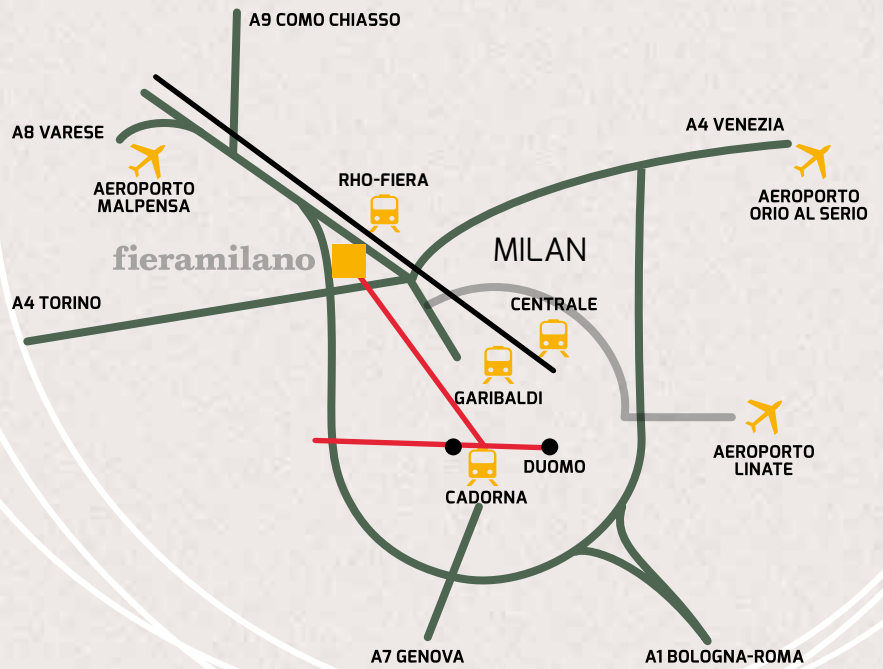 A9 COMO CHIASSO
A8 VARESE
A4 VENEZIA
AEROPORTO
MALPENSA
RHO-FIERA
AEROPORTO
ORIO AL SERIO
fieramilano
MILAN
A4 TORINO
CENTRALE
GARIBALDI
AEROPORTO
LINATE
DUOMO
CADORNA
A7 GENOVA
A1 BOLOGNA-ROMA